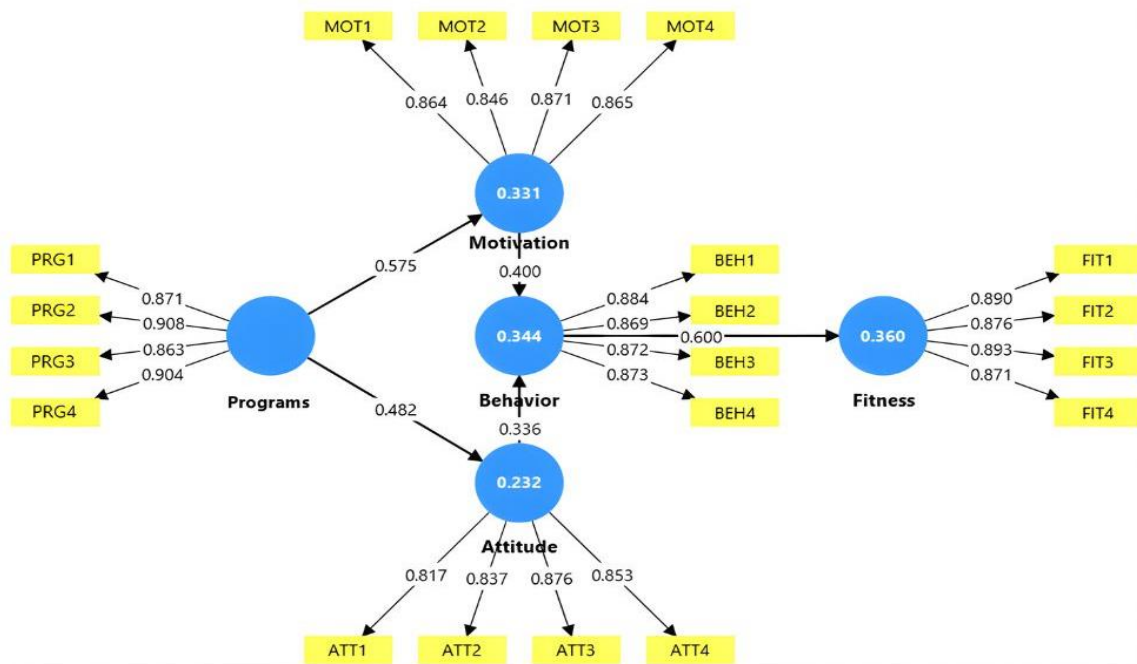 MOT1 MOT2 MOT3 MOT4
0.864 0.846 0.871 0.865
0.331
Motivation
PRG1
PRG2
PRG3
PRG4
0.871
0.908
0.863
0.904
Programs
0.575
0.482
0.400
0.344
Behavior
0.336
BEH1
BEH2
BEH3
BEH4
0.884
0.869
0.872
0.873
0.600
0.360
Fitness
FIT1
FIT2
FIT3
FIT4
0.890
0.876
0.893
0.871
0.232
Attitude
0.817 0.837 0.876 0.853
ATT1 ATT2 ATT3 ATT4